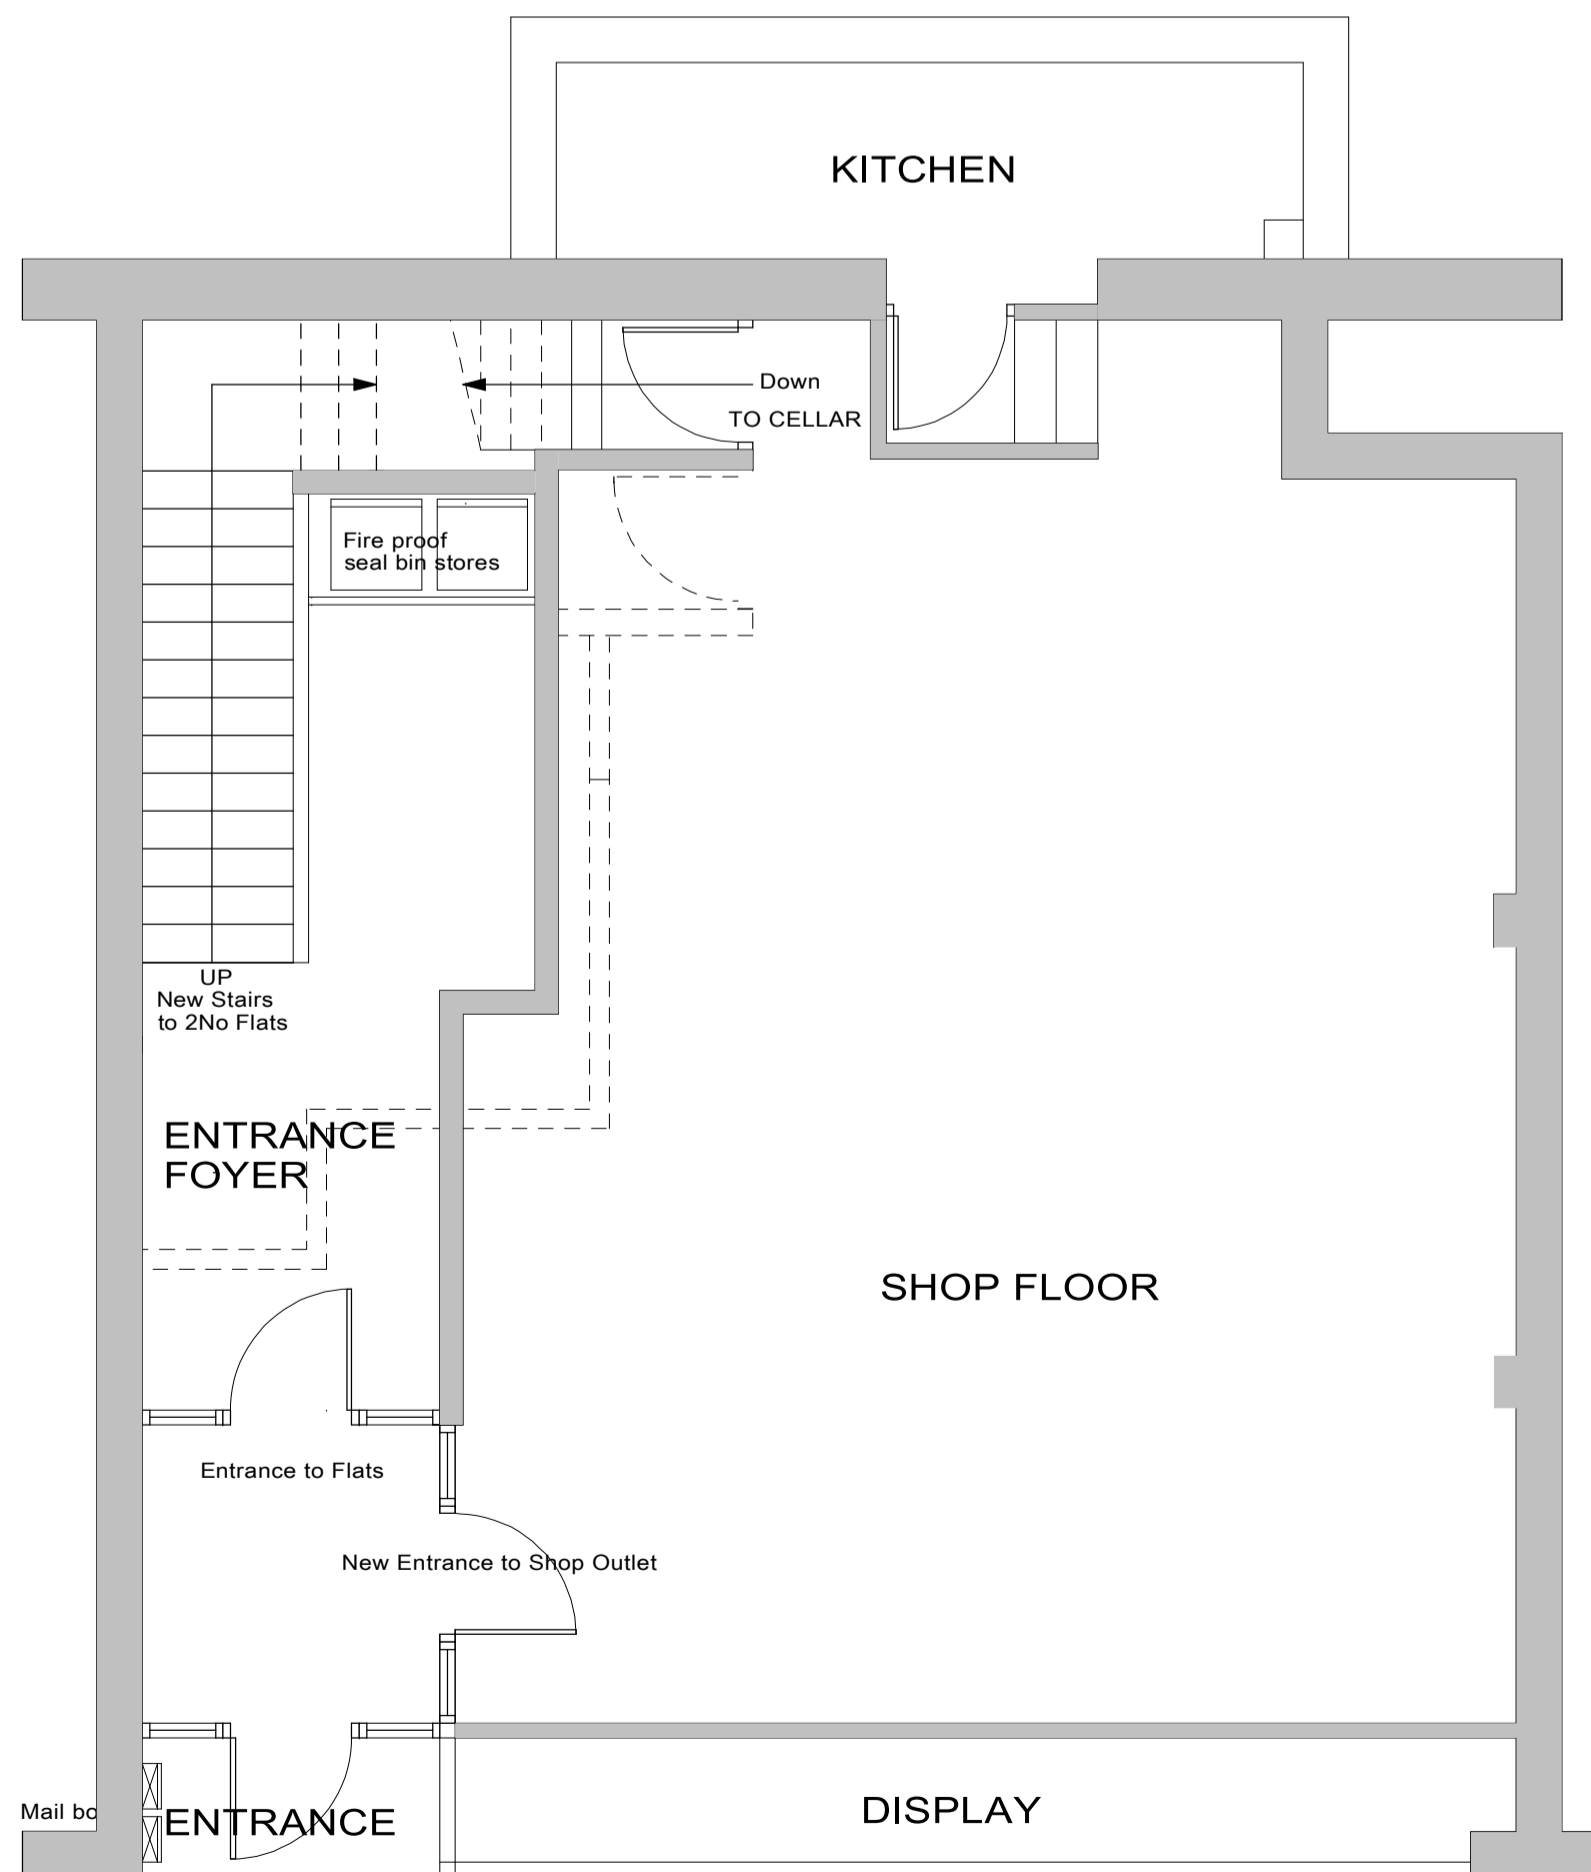 KITCHEN
Down
TO CELLAR
Fire proof
seal bin stores
UP
New Stairs
to 2No Flats
ENTRANCE
FOYER
SHOP FLOOR
Entrance to Flats
New Entrance to Shop Outlet
Mail bo
ENTRANCE
DISPLAY